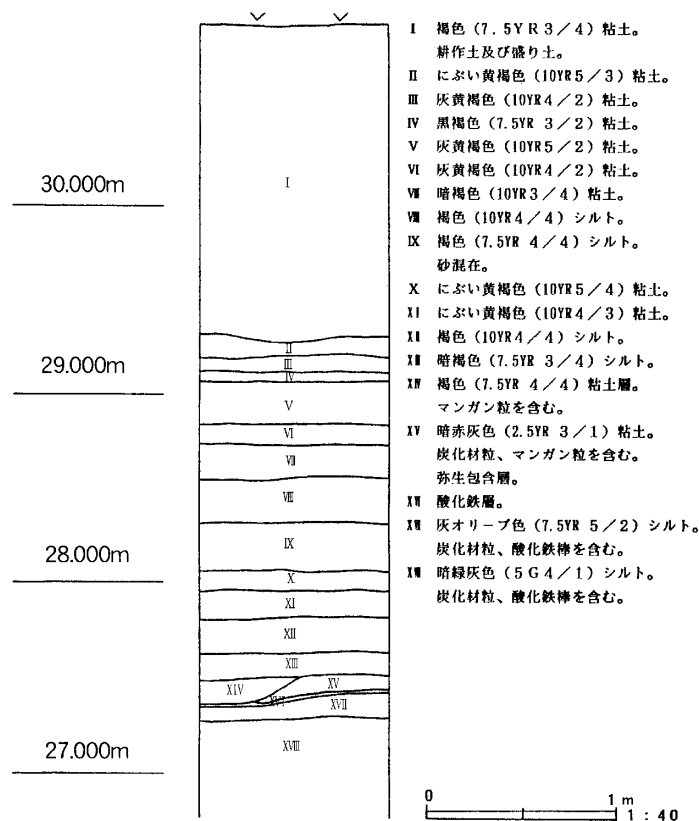 30.000m
29.000m
28.000m
27.000m
I
II
III
IV
V
VI
VII
VIII
IX
X
XI
XII
XIII
XIV
XV
XVI
XVII
XVIII
I 褐色（7.5YR3／4）粘土。
耕作土及び盛り土。
II にぶい黄褐色（10YR5／3）粘土。
III 灰黄褐色（10YR4／2）粘土。
IV 黒褐色（7.5YR 3／2）粘土。
V 灰黄褐色（10YR5／2）粘土。
VI 灰黄褐色（10YR4／2）粘土。
VII 暗褐色（10YR3／4）粘土。
VIII 褐色（10YR4／4）シルト。
IX 褐色（7.5YR 4／4）シルト。
砂混在。
X にぶい黄褐色（10YR5／4）粘土。
XI にぶい黄褐色（10YR4／3）粘土。
XII 褐色（10YR4／4）シルト。
XIII 暗褐色（7.5YR 3／4）シルト。
XIV 褐色（7.5YR 4／4）粘土層。
マンガン粒を含む。
XV 暗赤灰色（2.5YR 3／1）粘土。
炭化材粒、マンガン粒を含む。
弥生包含層。
XVI 酸化鉄層。
XVII 灰オリーブ色（7.5YR 5／2）シルト。
炭化材粒、酸化鉄棒を含む。
XVIII 暗緑灰色（5G4／1）シルト。
炭化材粒、酸化鉄棒を含む。
0 1m
1：40